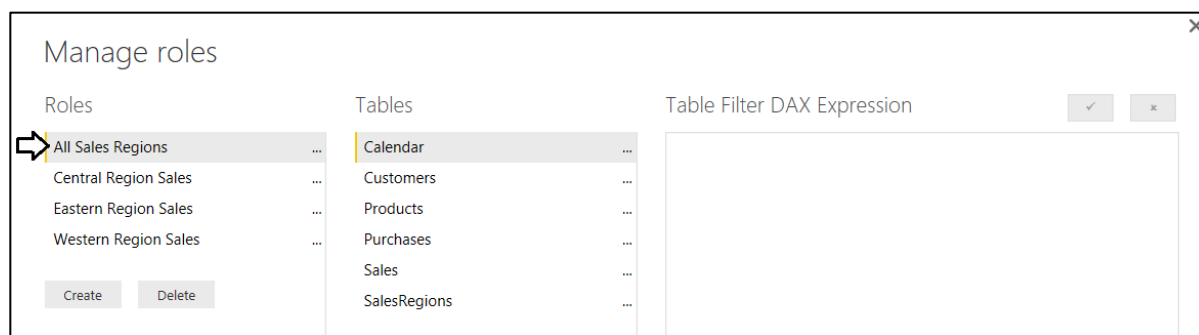 Manage roles
Roles
Tables
Table Filter DAX Expression
All Sales Regions ...
Calendar ...
Central Region Sales ...
Customers ...
Eastern Region Sales ...
Products ...
Western Region Sales ...
Purchases ...
Sales ...
Create
Delete
SalesRegions ...